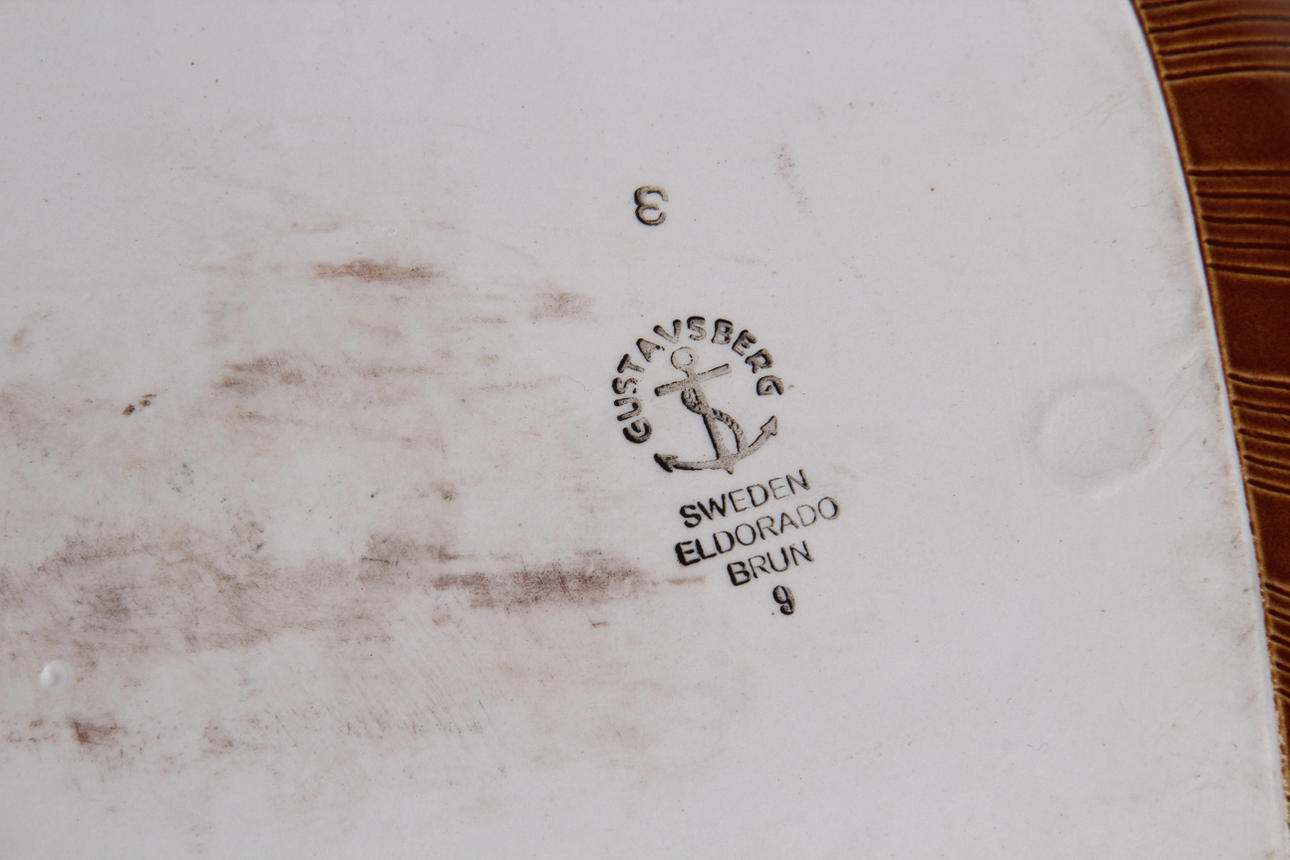 3
GUSTAVSBERG
SWEDEN
ELDORADO
BRUN
9